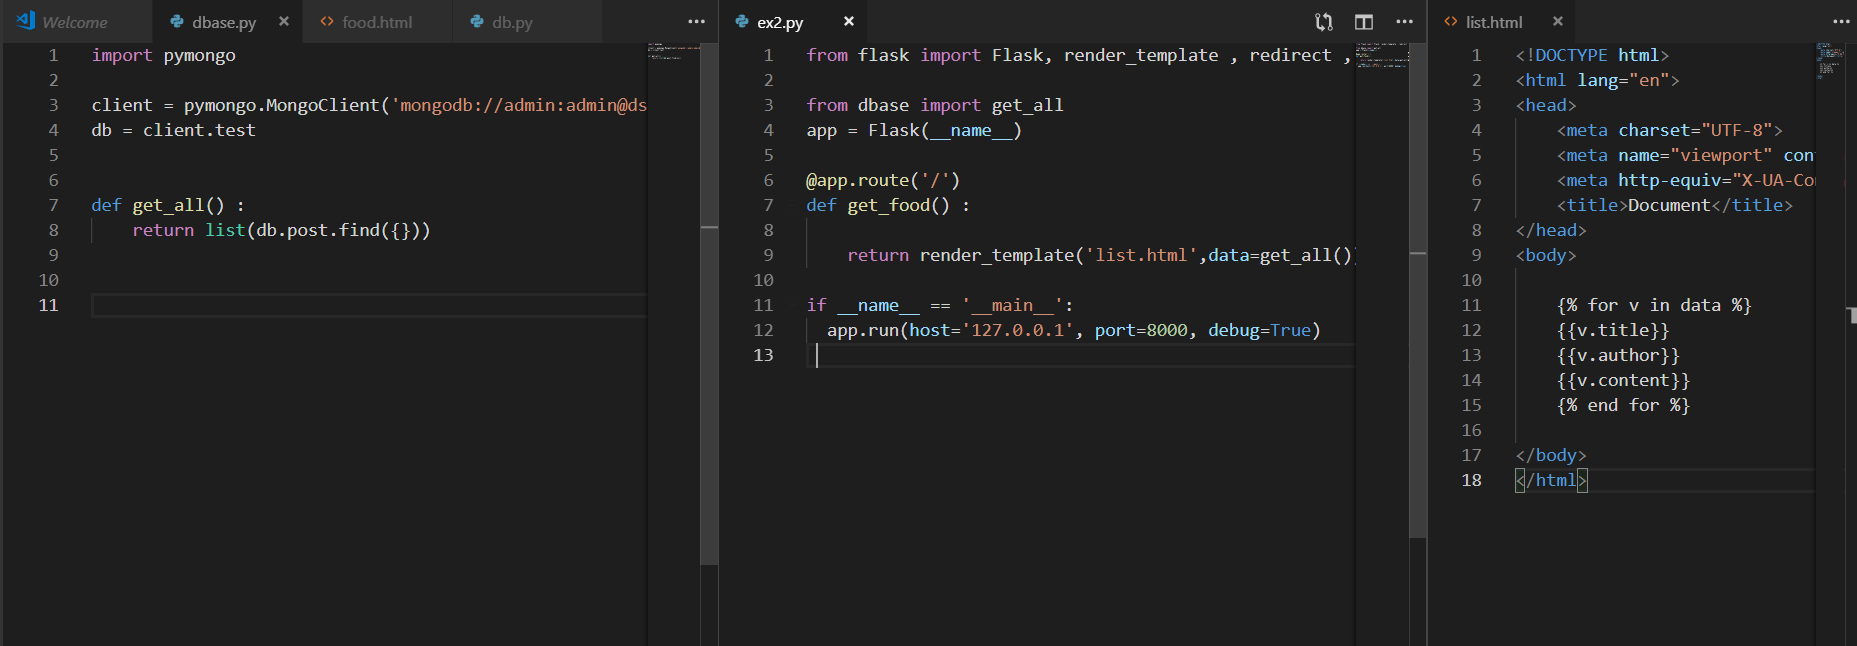 Welcome
dbase.py
food.html
db.py
1 import pymongo
2
3 client = pymongo.MongoClient('mongodb://admin:admin@ds
4 db = client.test
5
6
7 def get_all() :
8 return list(db.post.find({}))
9
10
11
ex2.py
1 from flask import Flask, render_template , redirect ,
2
3 from dbase import get_all
4 app = Flask(__name__)
5
6 @app.route('/')
7 def get_food() :
8
9 return render_template('list.html',data=get_all())
10
11 if __name__ == '__main__':
12 app.run(host='127.0.0.1', port=8000, debug=True)
13
list.html
1 <!DOCTYPE html>
2 <html lang="en">
3 <head>
4 <meta charset="UTF-8">
5 <meta name="viewport" con
6 <meta http-equiv="X-UA-Co
7 <title>Document</title>
8 </head>
9 <body>
10
11 {% for v in data %}
12 {{v.title}}
13 {{v.author}}
14 {{v.content}}
15 {% end for %}
16
17 </body>
18 </html>